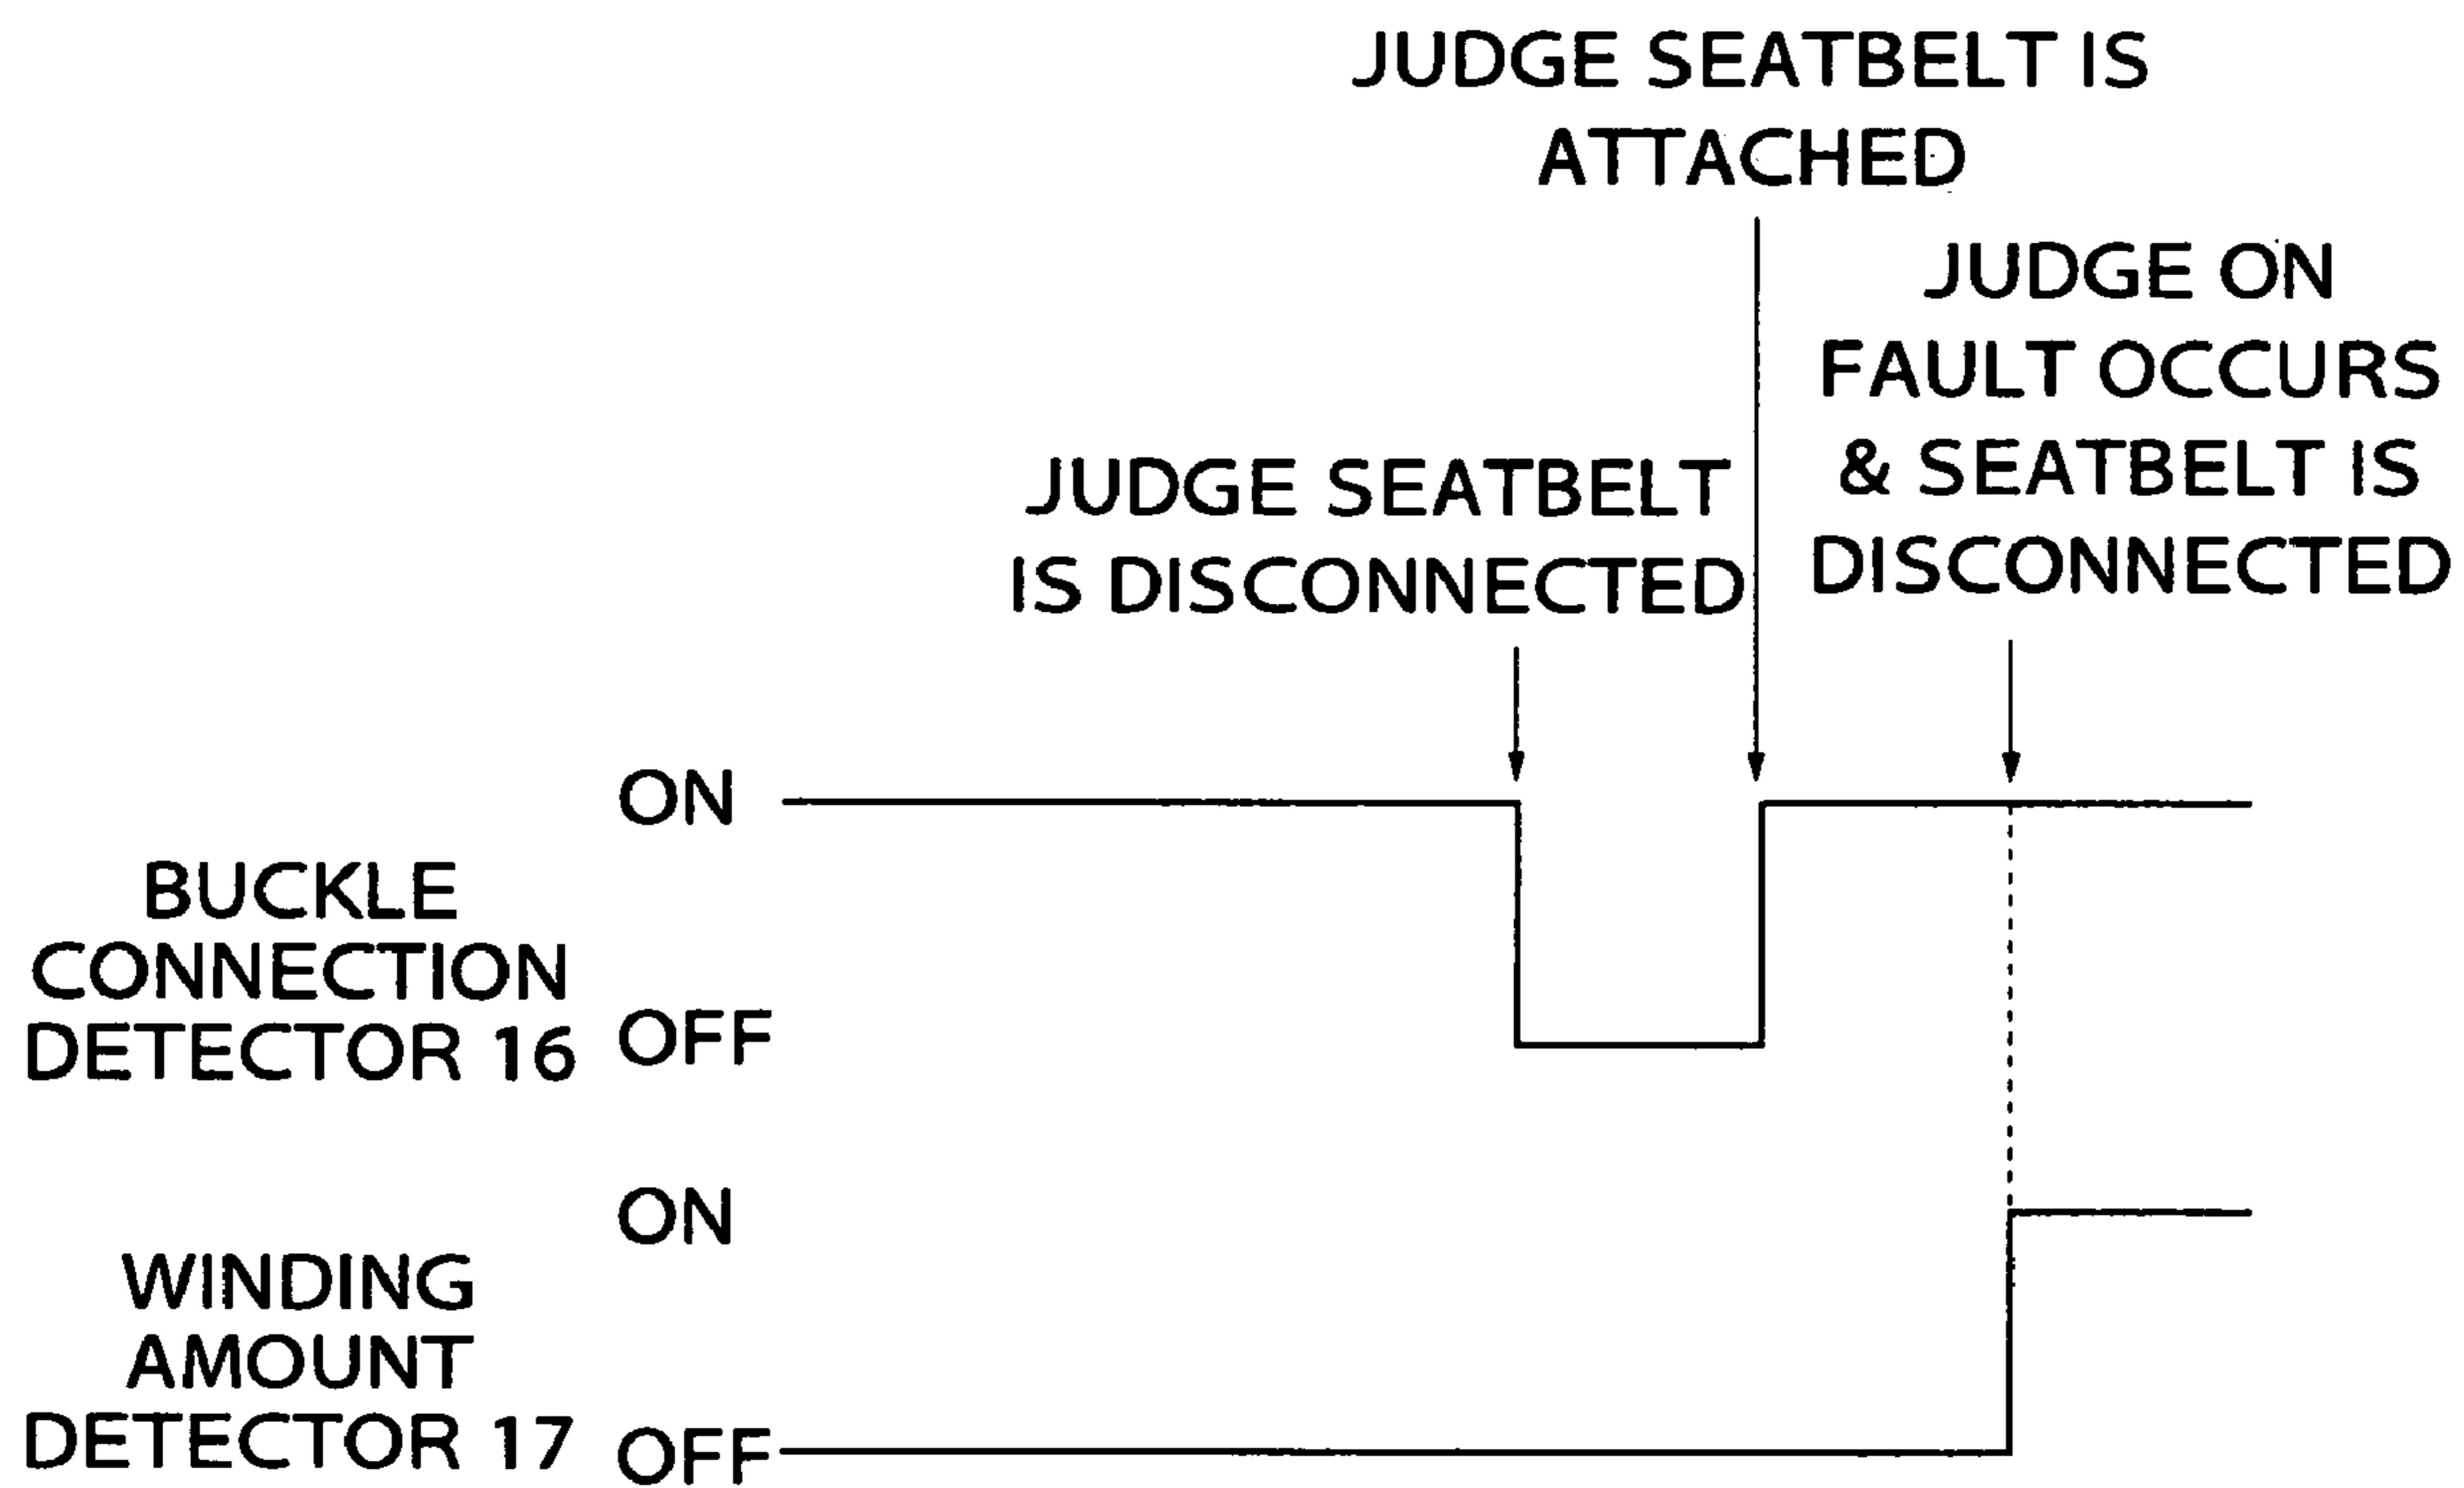 JUDGE SEATBELT IS
ATTACHED
JUDGE ON
FAULT OCCURS
& SEATBELT IS
DISCONNECTED
JUDGE SEATBELT
IS DISCONNECTED
ON
BUCKLE
CONNECTION
DETECTOR 16
OFF
ON
WINDING
AMOUNT
DETECTOR 17
OFF